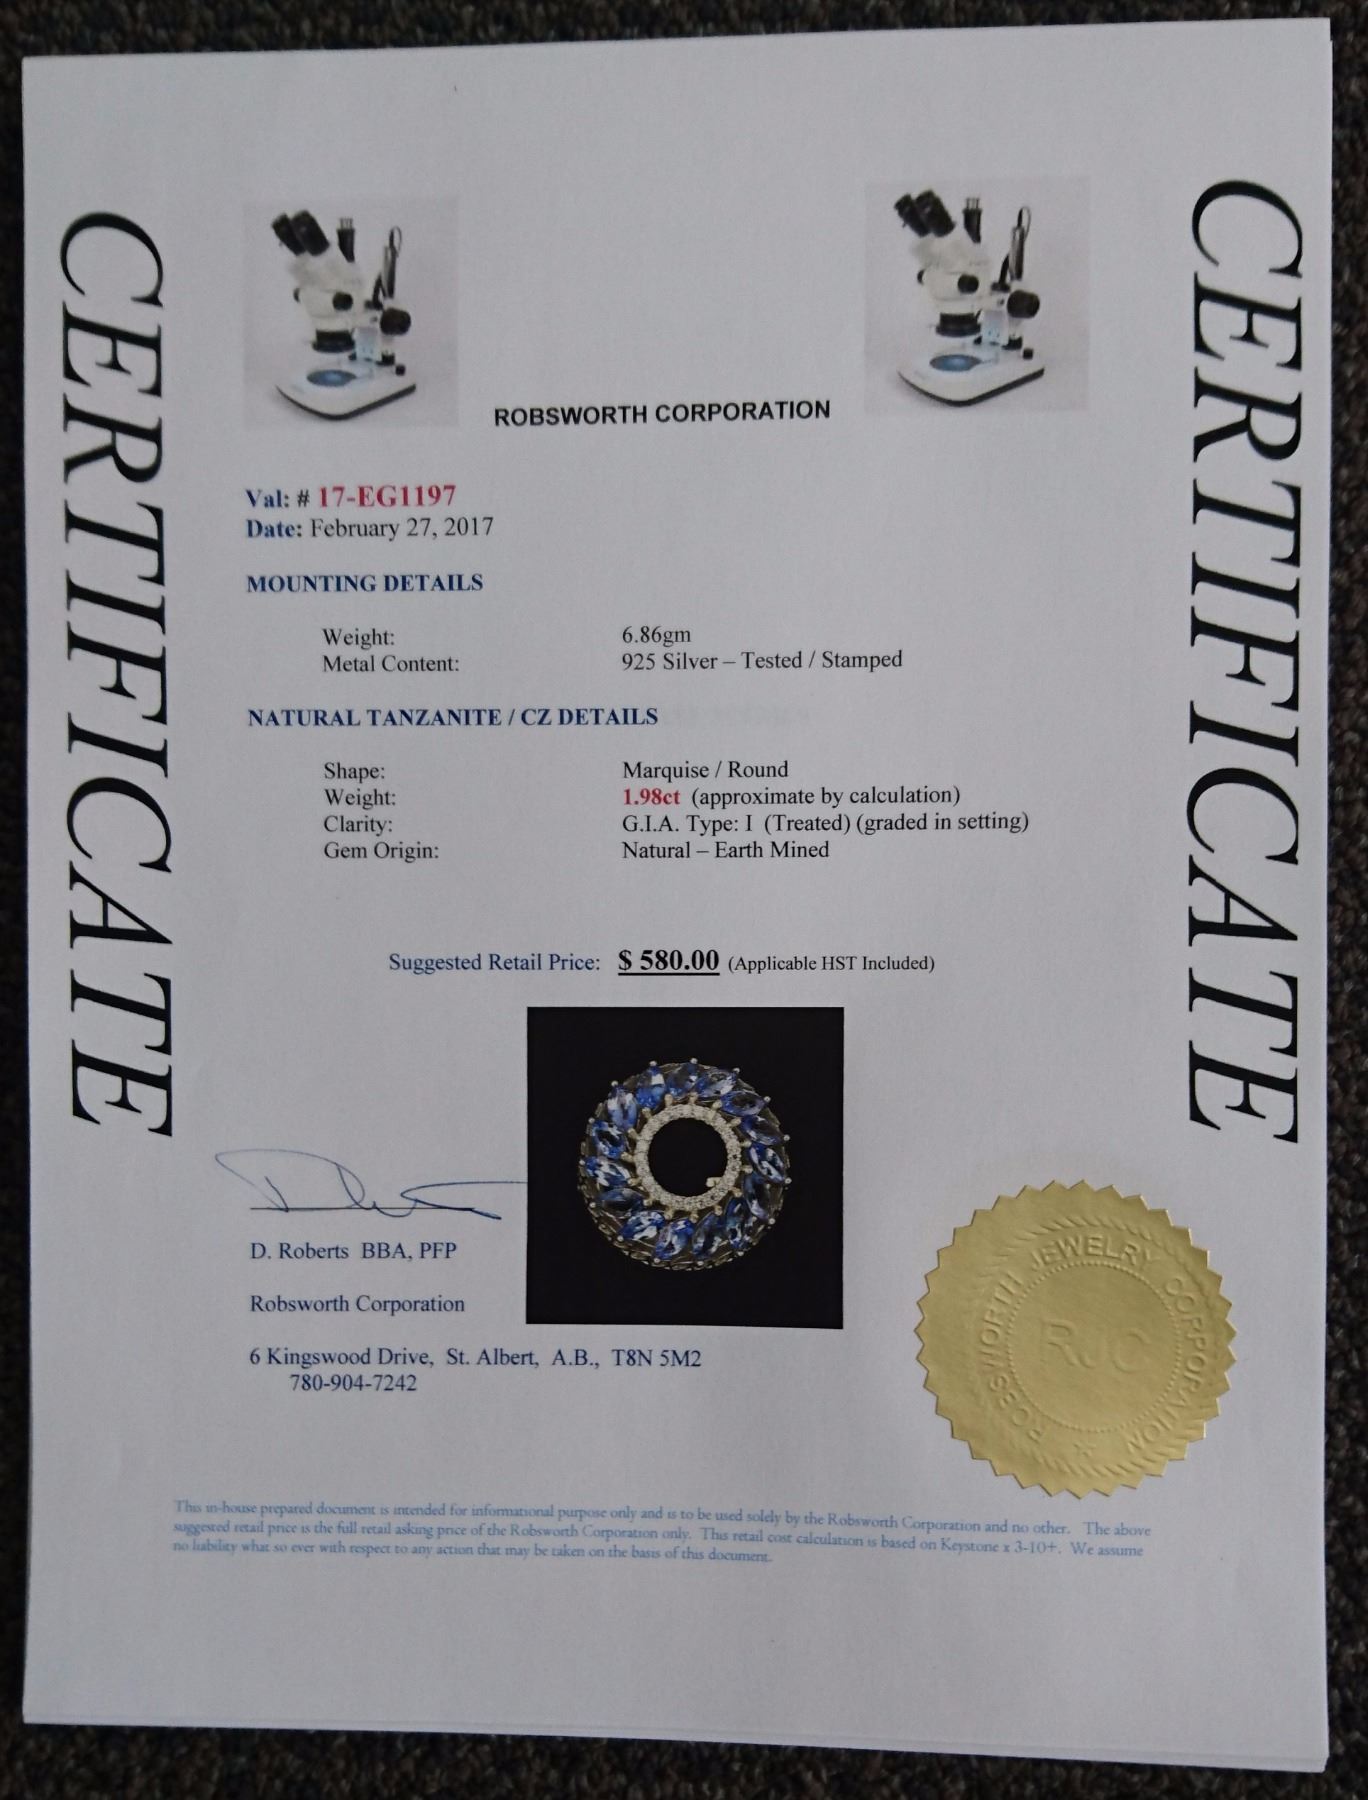 CERTIFICATE
CERTIFICATE
ROBSWORTH CORPORATION
Val: # 17-EG1197
Date: February 27, 2017
MOUNTING DETAILS
Weight: 6.86gm
Metal Content: 925 Silver – Tested / Stamped
NATURAL TANZANITE / CZ DETAILS
Shape: Marquise / Round
Weight: 1.98ct (approximate by calculation)
Clarity: G.I.A. Type: I (Treated) (graded in setting)
Gem Origin: Natural – Earth Mined
Suggested Retail Price: $ 580.00 (Applicable HST Included)
D. Roberts BBA, PFP
Robsworth Corporation
6 Kingswood Drive, St. Albert, A.B., T8N 5M2
780-904-7242
ROBSWORTH JEWELRY CORPORATION
RJC
This in-house prepared document is intended for informational purpose only and is to be used solely by the Robsworth Corporation and no other. The above
suggested retail price is the full retail asking price of the Robsworth Corporation only. This retail cost calculation is based on Keystone x 3-10+. We assume
no liability what so ever with respect to any action that may be taken on the basis of this document.